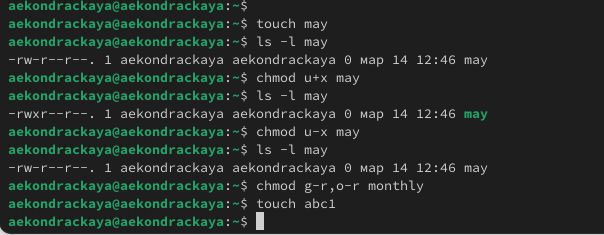 aekondrackaya@aekondrackaya:~$
aekondrackaya@aekondrackaya:~$ touch may
aekondrackaya@aekondrackaya:~$ ls -l may
-rw-r--r--. 1 aekondrackaya aekondrackaya 0 мар 14 12:46 may
aekondrackaya@aekondrackaya:~$ chmod u+x may
aekondrackaya@aekondrackaya:~$ ls -l may
-rwxr--r--. 1 aekondrackaya aekondrackaya 0 мар 14 12:46 may
aekondrackaya@aekondrackaya:~$ chmod u-x may
aekondrackaya@aekondrackaya:~$ ls -l may
-rw-r--r--. 1 aekondrackaya aekondrackaya 0 мар 14 12:46 may
aekondrackaya@aekondrackaya:~$ chmod g-r,o-r monthly
aekondrackaya@aekondrackaya:~$ touch abc1
aekondrackaya@aekondrackaya:~$